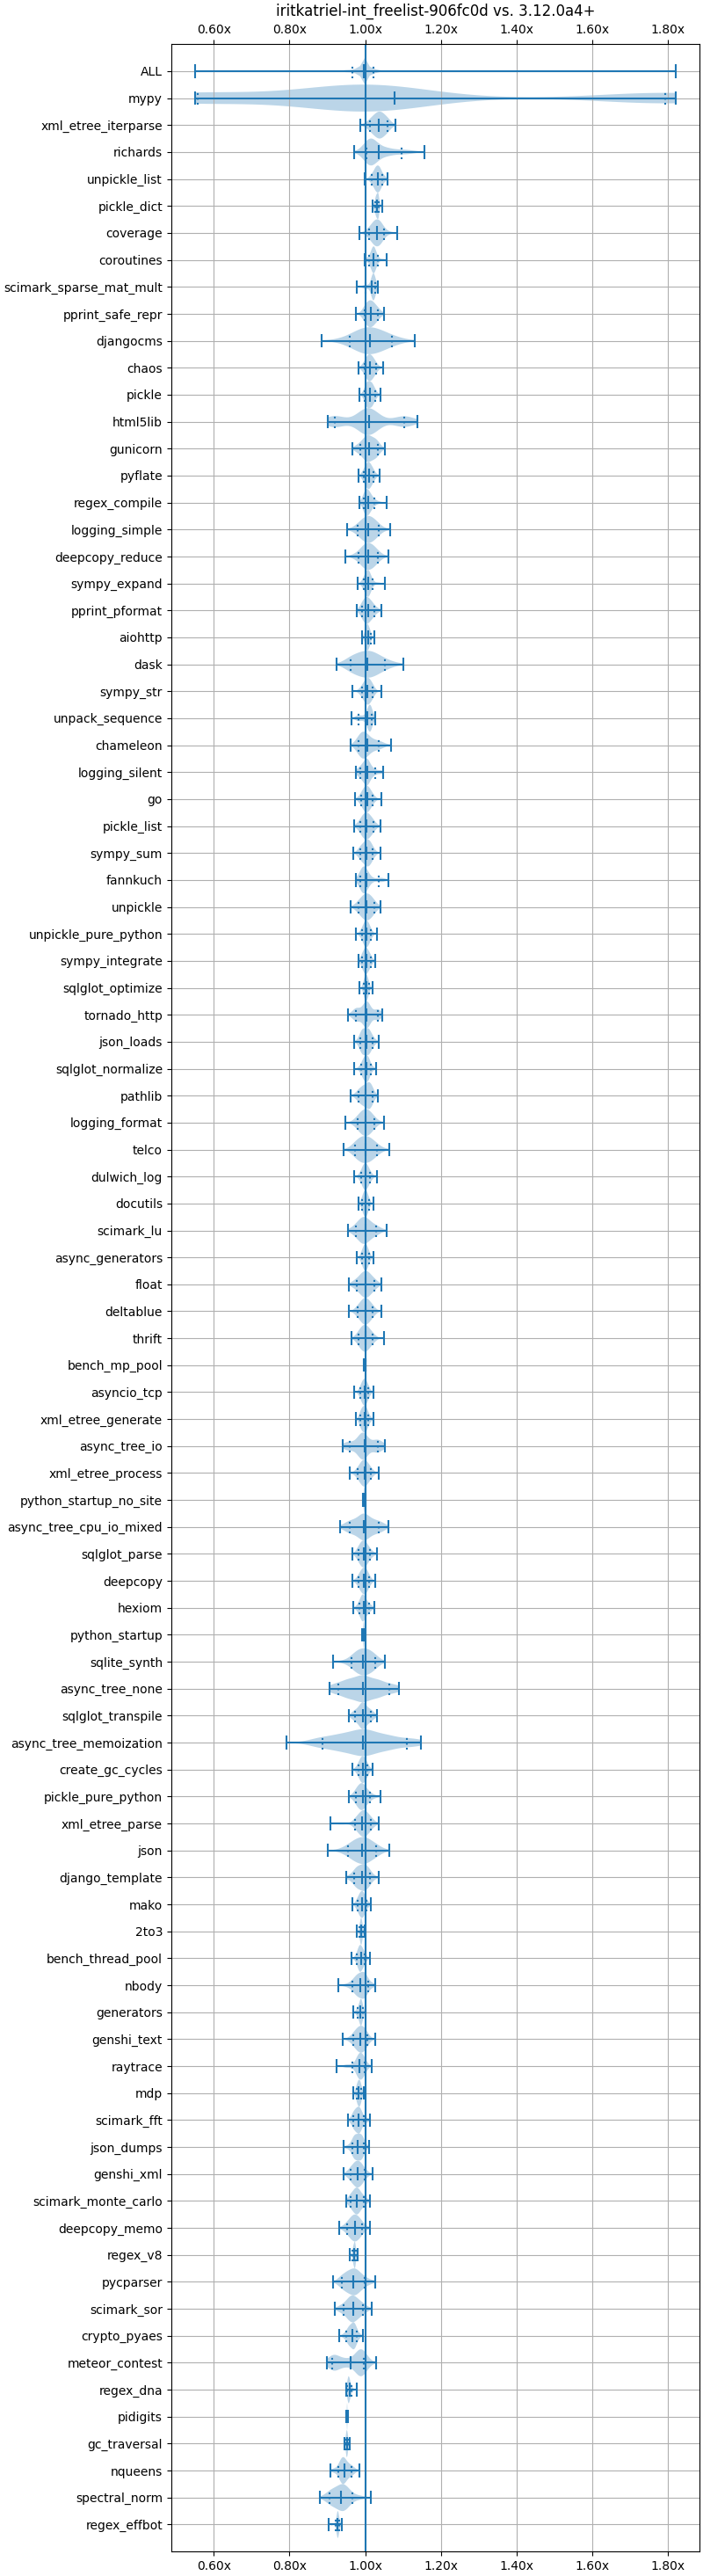 iritkatriel-int_freelist-906fc0d vs. 3.12.0a4+
0.60x 0.80x 1.00x 1.20x 1.40x 1.60x 1.80x
ALL
mypy
xml_etree_iterparse
richards
unpickle_list
pickle_dict
coverage
coroutines
scimark_sparse_mat_mult
pprint_safe_repr
djangocms
chaos
pickle
html5lib
gunicorn
pyflate
regex_compile
logging_simple
deepcopy_reduce
sympy_expand
pprint_pformat
aiohttp
dask
sympy_str
unpack_sequence
chameleon
logging_silent
go
pickle_list
sympy_sum
fannkuch
unpickle
unpickle_pure_python
sympy_integrate
sqlglot_optimize
tornado_http
json_loads
sqlglot_normalize
pathlib
logging_format
telco
dulwich_log
docutils
scimark_lu
async_generators
float
deltablue
thrift
bench_mp_pool
asyncio_tcp
xml_etree_generate
async_tree_io
xml_etree_process
python_startup_no_site
async_tree_cpu_io_mixed
sqlglot_parse
deepcopy
hexiom
python_startup
sqlite_synth
async_tree_none
sqlglot_transpile
async_tree_memoization
create_gc_cycles
pickle_pure_python
xml_etree_parse
json
django_template
mako
2to3
bench_thread_pool
nbody
generators
genshi_text
raytrace
mdp
scimark_fft
json_dumps
genshi_xml
scimark_monte_carlo
deepcopy_memo
regex_v8
pycparser
scimark_sor
crypto_pyaes
meteor_contest
regex_dna
pidigits
gc_traversal
nqueens
spectral_norm
regex_effbot
0.60x 0.80x 1.00x 1.20x 1.40x 1.60x 1.80x